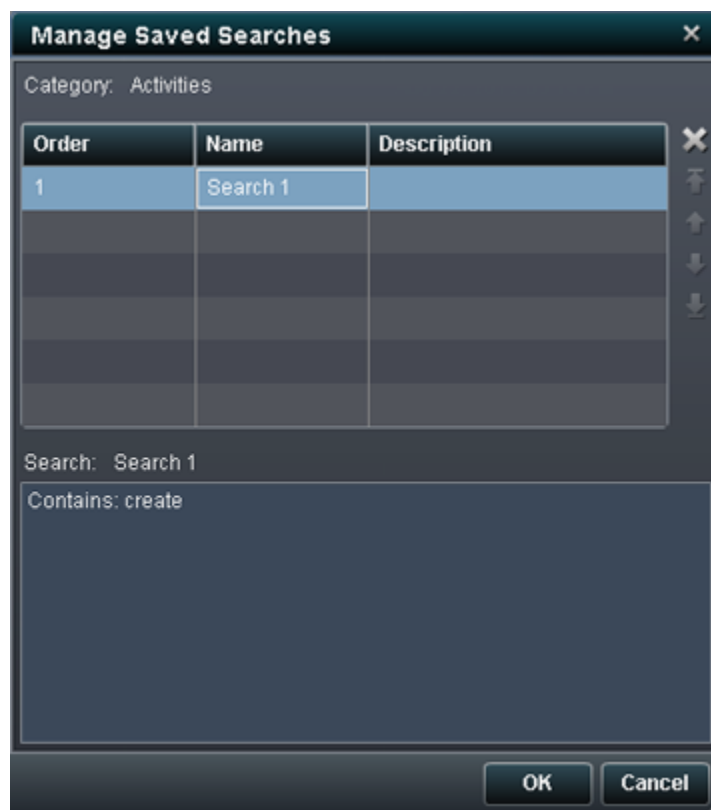 Manage Saved Searches
Category: Activities
Order Name Description
1 Search 1
Search: Search 1
Contains: create
OK Cancel